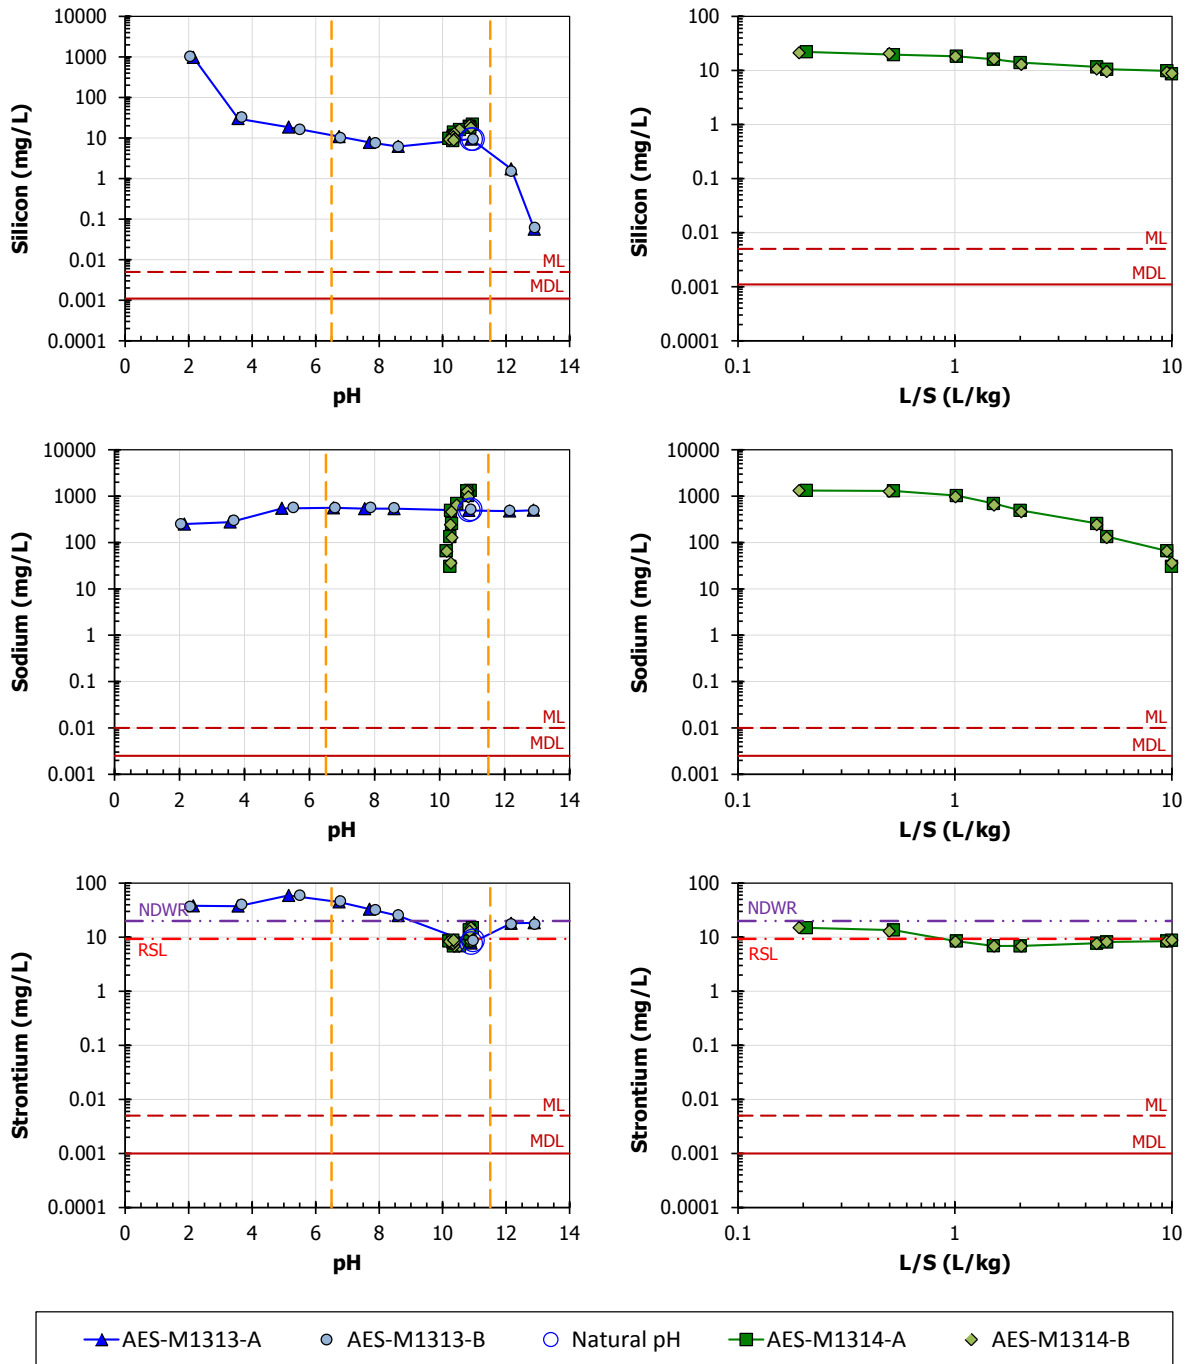 10000
1000
100
10
1
0.1
0.01
0.001
0.0001
Silicon (mg/L)
ML
MDL
0 2 4 6 8 10 12 14
pH
100
10
1
0.1
0.01
0.001
0.0001
Silicon (mg/L)
ML
MDL
0.1 1 10
L/S (L/kg)
10000
1000
100
10
1
0.1
0.01
0.001
Sodium (mg/L)
ML
MDL
0 2 4 6 8 10 12 14
pH
10000
1000
100
10
1
0.1
0.01
0.001
Sodium (mg/L)
ML
MDL
0.1 1 10
L/S (L/kg)
100
10
1
0.1
0.01
0.001
0.0001
Strontium (mg/L)
NDWR
RSL
ML
MDL
0 2 4 6 8 10 12 14
pH
100
10
1
0.1
0.01
0.001
0.0001
Strontium (mg/L)
NDWR
RSL
ML
MDL
0.1 1 10
L/S (L/kg)
AES-M1313-A AES-M1313-B Natural pH AES-M1314-A AES-M1314-B